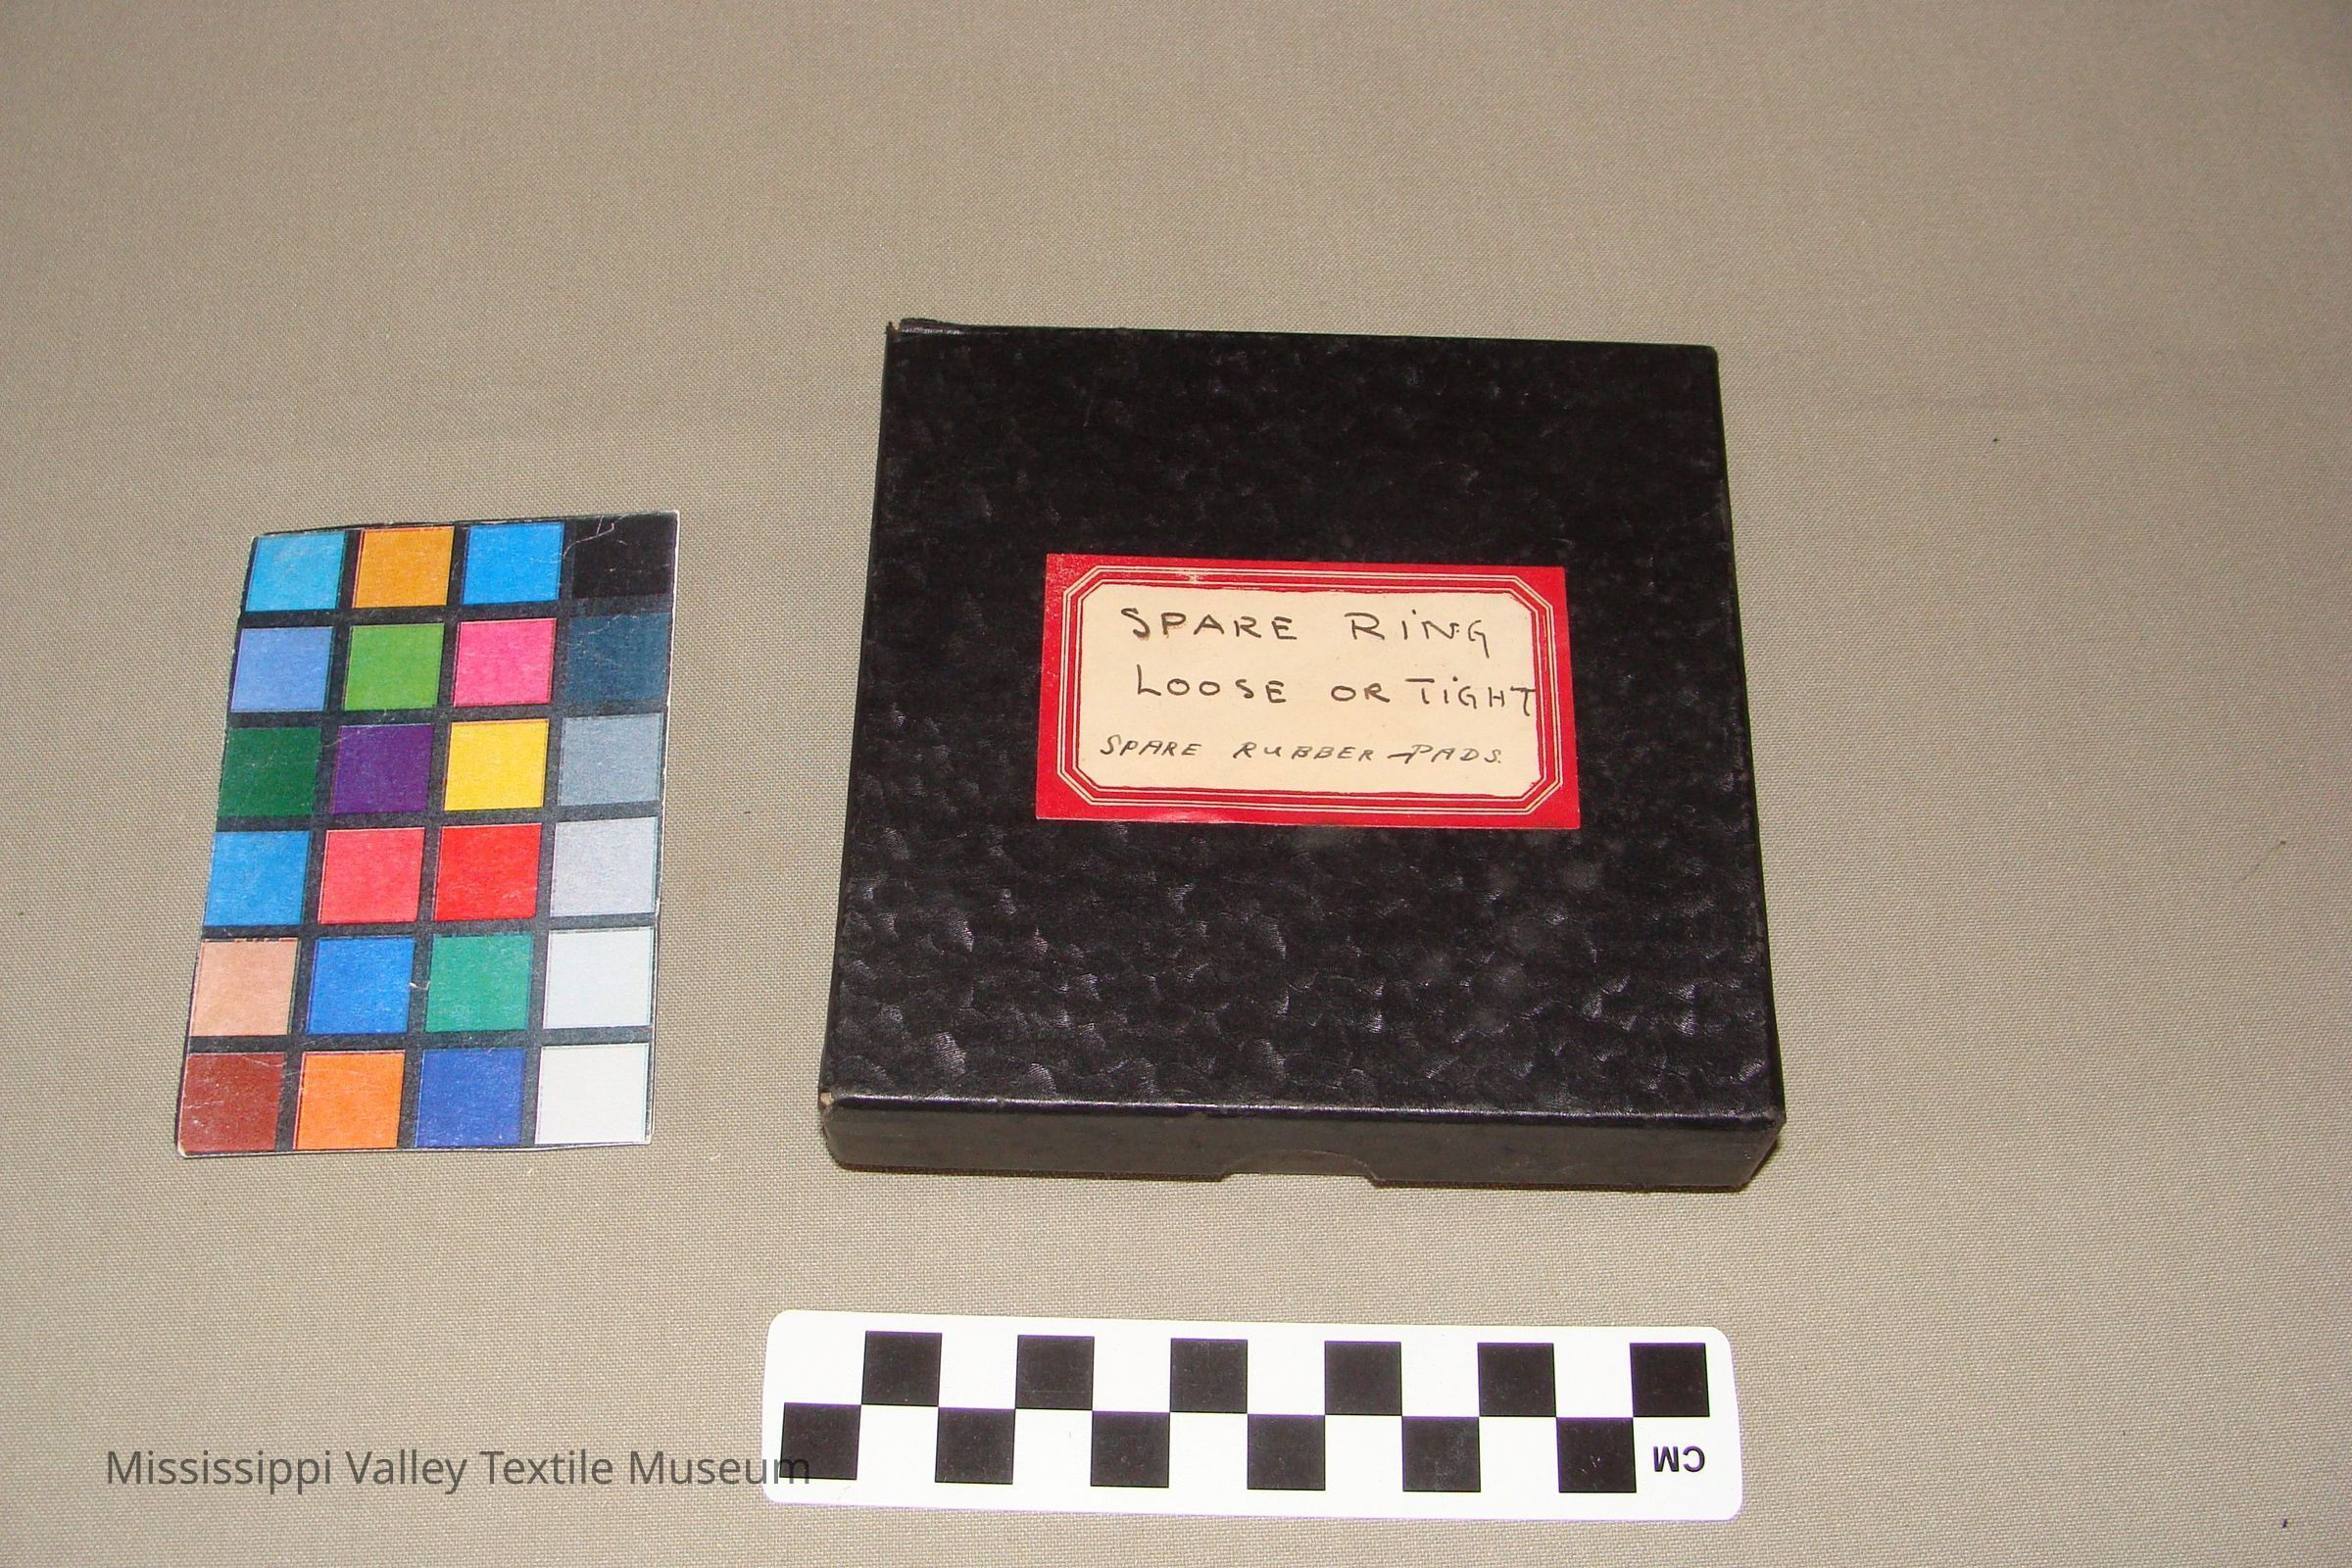 SPARE RING
LOOSE OR TIGHT
SPARE RUBBER-PADS.
CM
Mississippi Valley Textile Museum